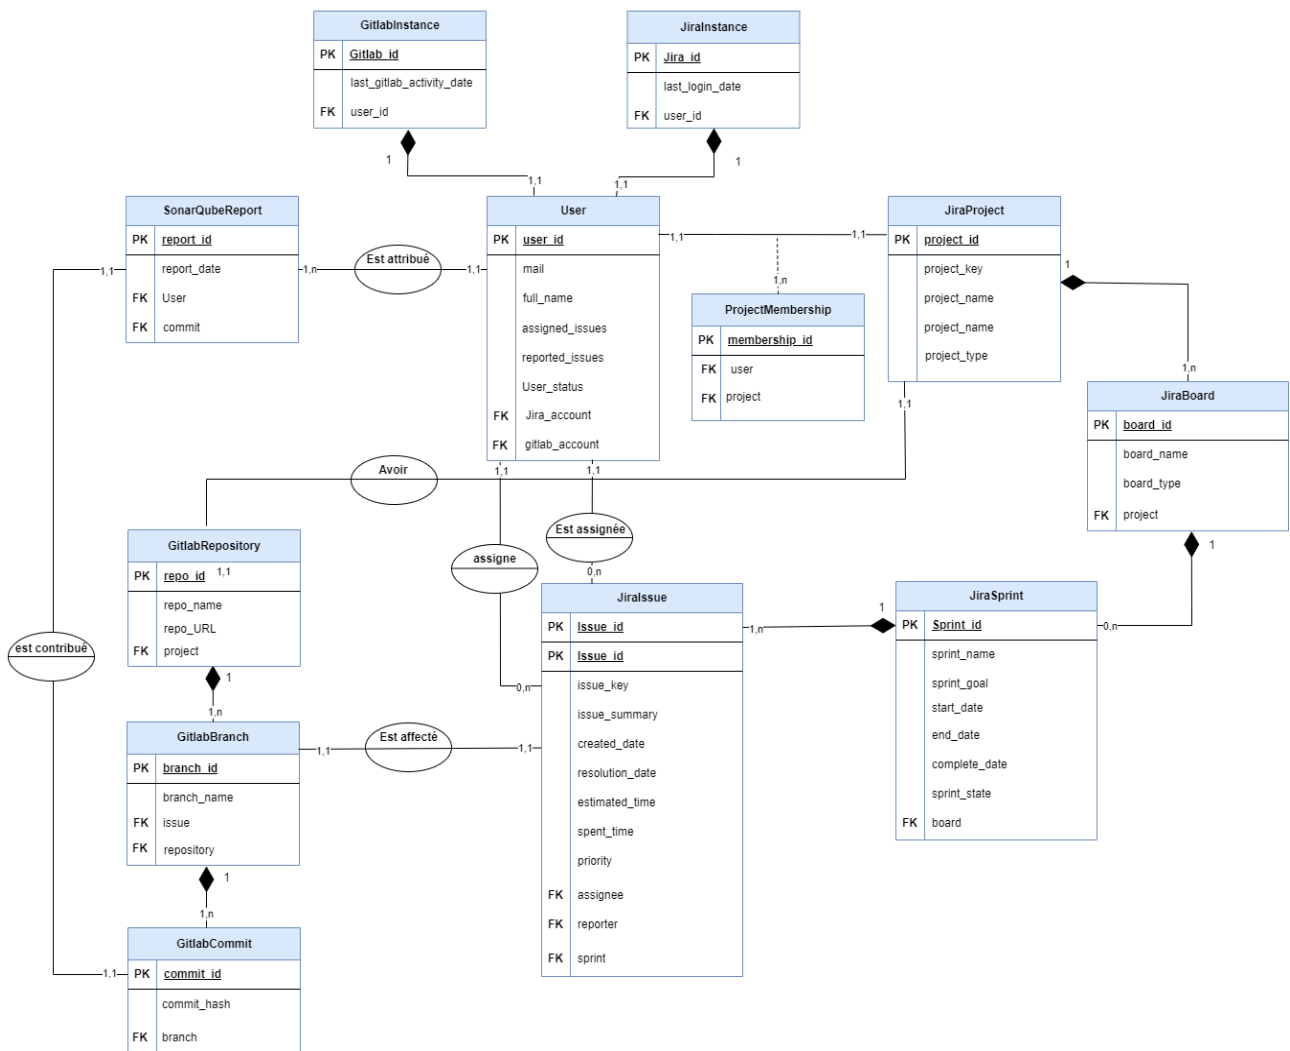 GitlabInstance
PK Gitlab_id
last_gitlab_activity_date
FK user_id
1
1,1
JiraInstance
PK Jira_id
last_login_date
FK user_id
1
1,1
SonarQubeReport
PK report_id
report_date
FK User
FK commit
1,1
1,n
Est attribué
1,1
User
PK user_id
mail
full_name
assigned_issues
reported_issues
User_status
FK Jira_account
FK gitlab_account
1,1
1,1
1,n
ProjectMembership
PK membership_id
FK user
FK project
JiraProject
PK project_id
project_key
project_name
project_name
project_type
1
1,n
1,1
JiraBoard
PK board_id
board_name
board_type
FK project
1
0,n
Avoir
1,1
1,1
assigne
0,n
Est assignée
0,n
GitlabRepository
PK repo_id 1,1
repo_name
repo_URL
FK project
1
1,n
est contribué
JiraIssue
PK Issue_id
PK Issue_id
issue_key
issue_summary
created_date
resolution_date
estimated_time
spent_time
priority
FK assignee
FK reporter
FK sprint
1,n
1
JiraSprint
PK Sprint_id
sprint_name
sprint_goal
start_date
end_date
complete_date
sprint_state
FK board
GitlabBranch
PK branch_id
branch_name
FK issue
FK repository
1,1
Est affecté
1,1
1
1,n
GitlabCommit
1,1
PK commit_id
commit_hash
FK branch